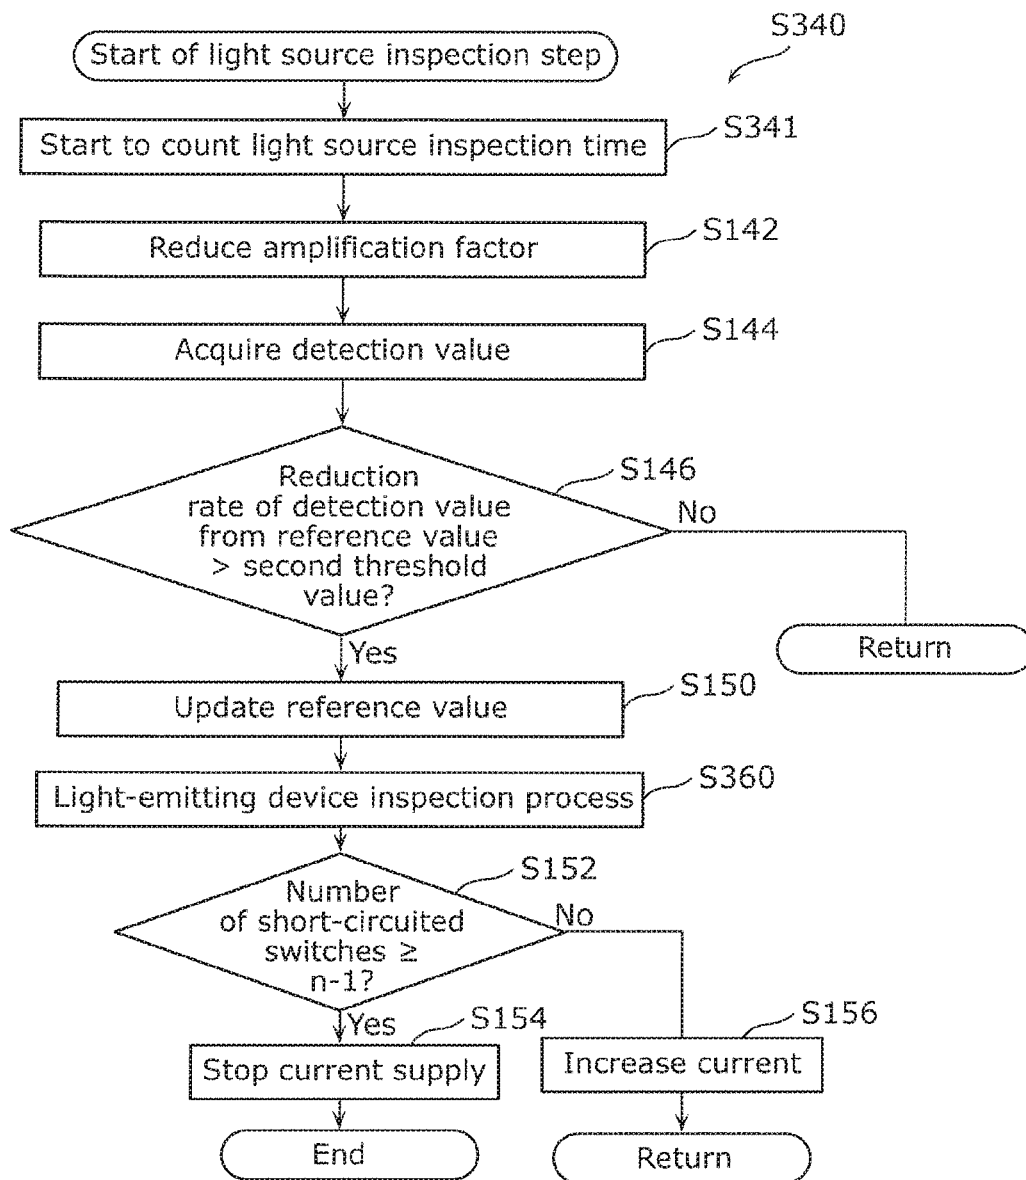 S340
Start of light source inspection step
S341
Start to count light source inspection time
S142
Reduce amplification factor
S144
Acquire detection value
S146
Reduction
rate of detection value
from reference value
> second threshold
value?
No
Return
Yes
S150
Update reference value
S360
Light-emitting device inspection process
S152
Number
of short-circuited
switches ≥
n-1?
No
Yes
S154
S156
Stop current supply
Increase current
End
Return